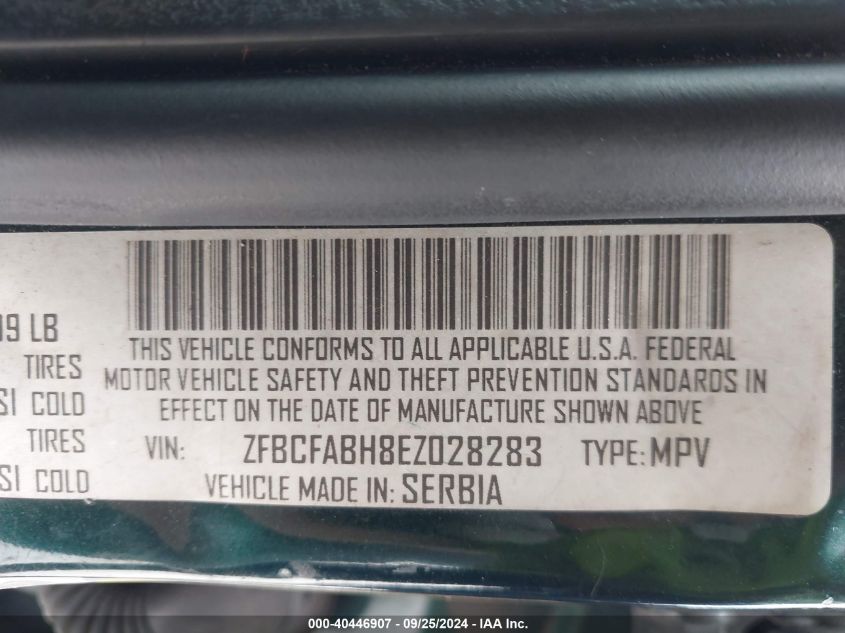 09 LB
TIRES
SI COLD
TIRES
SI COLD
THIS VEHICLE CONFORMS TO ALL APPLICABLE U.S.A. FEDERAL
MOTOR VEHICLE SAFETY AND THEFT PREVENTION STANDARDS IN
EFFECT ON THE DATE OF MANUFACTURE SHOWN ABOVE
VIN: ZFBCFABH8EZ028283 TYPE: MPV
VEHICLE MADE IN: SERBIA
000-40446907 - 09/25/2024 - IAA Inc.